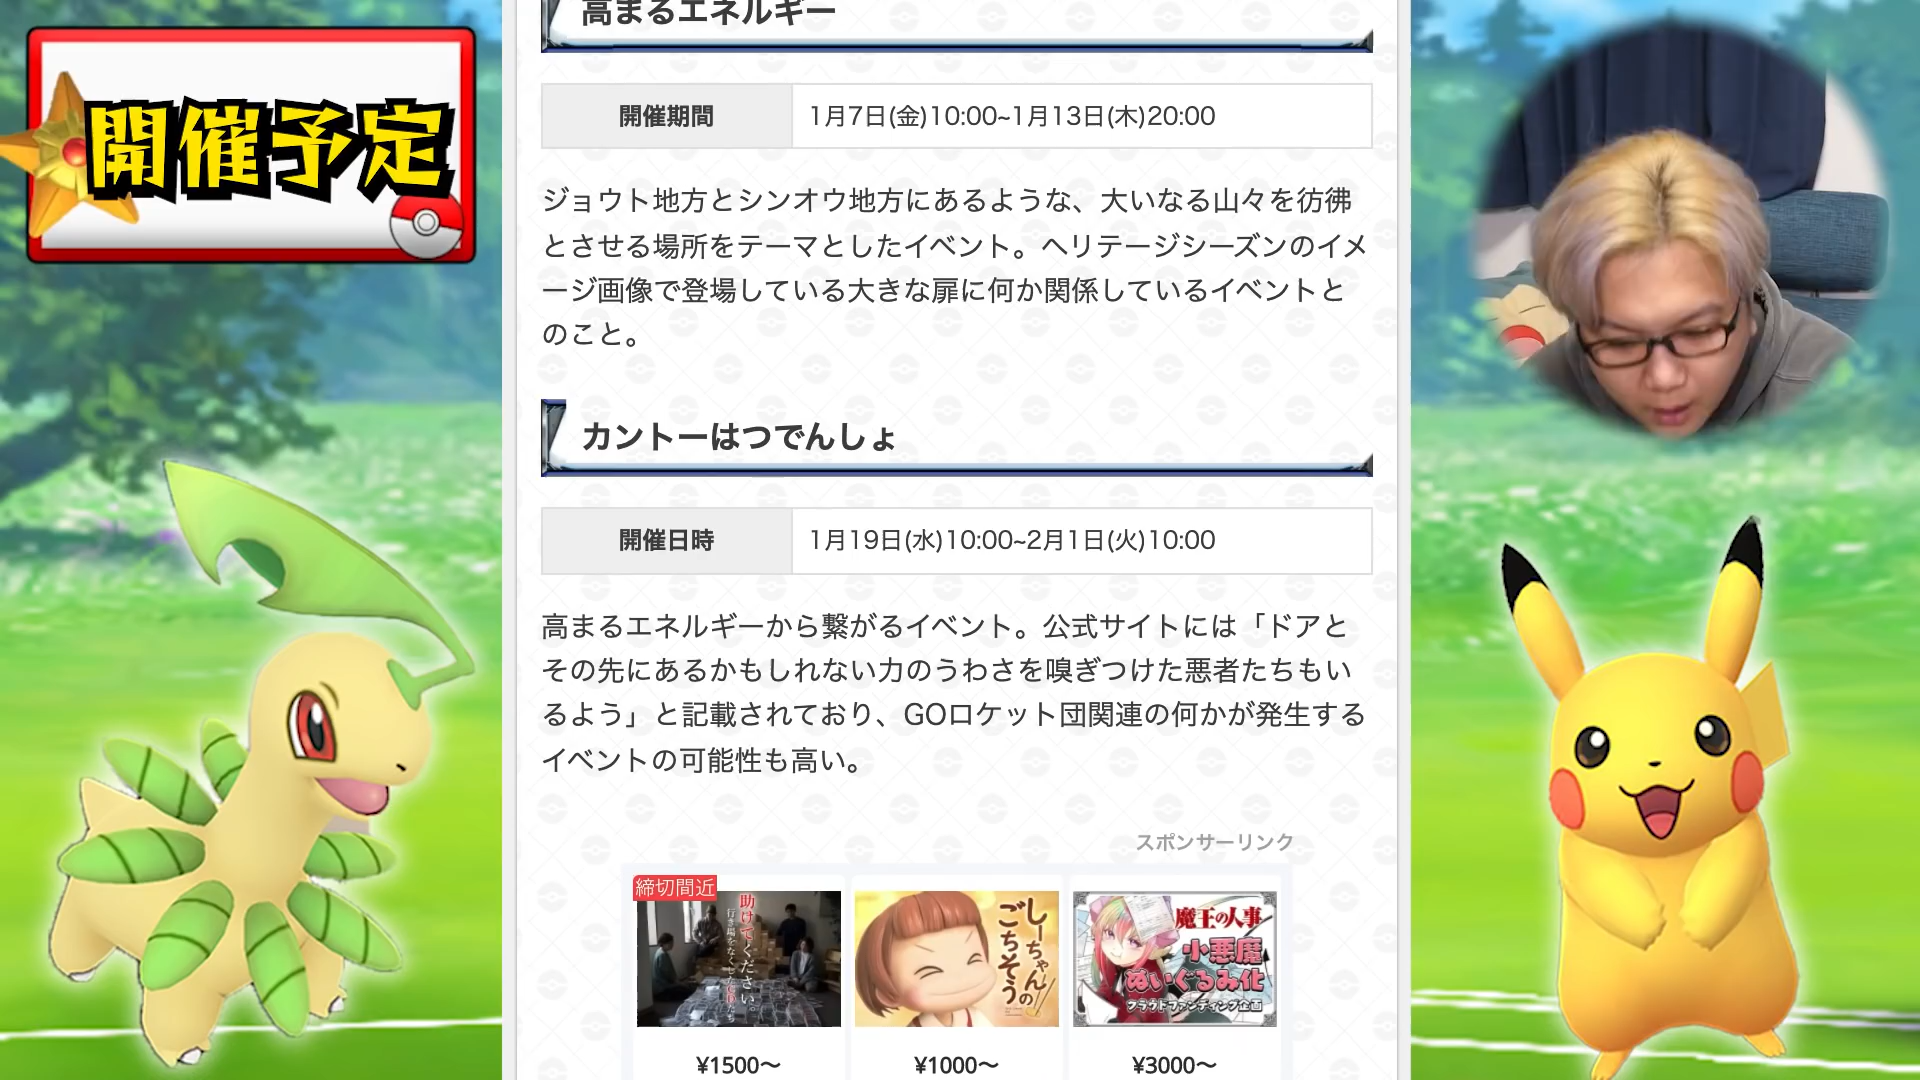 開催予定
高まるエネルギー
開催期間
1月7日(金)10:00~1月13日(木)20:00
ジョウト地方とシンオウ地方にあるような、大いなる山々を彷彿
とさせる場所をテーマとしたイベント。ヘリテージシーズンのイメ
ージ画像で登場している大きな扉に何か関係しているイベントと
のこと。
カントーはつでんしょ
開催日時
1月19日(水)10:00~2月1日(火)10:00
高まるエネルギーから繋がるイベント。公式サイトには「ドアと
その先にあるかもしれない力のうわさを嗅ぎつけた悪者たちもい
るよう」と記載されており、GOロケット団関連の何かが発生する
イベントの可能性も高い。
スポンサーリンク
締切間近
助けてください。
しーちゃんの
ごちそう
魔王の人事
小悪魔
ぬいぐるみ化
クラウドファンディング企画
¥1500〜
¥1000〜
¥3000〜